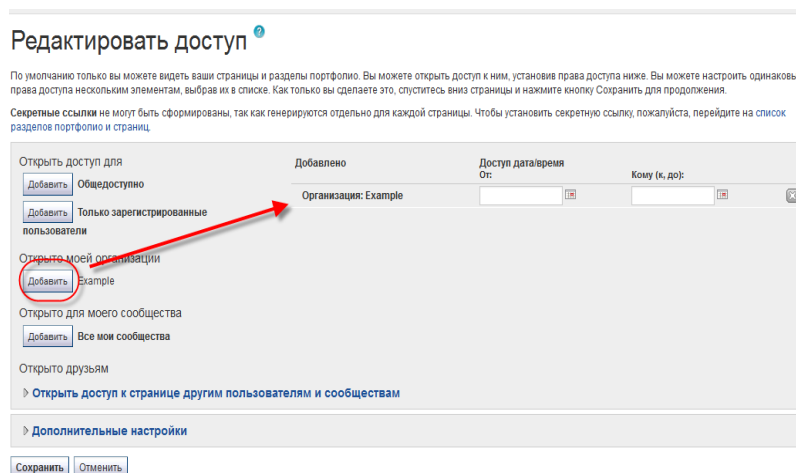 Редактировать доступ
По умолчанию только вы можете видеть ваши страницы и разделы портфолио. Вы можете открыть доступ к ним, установив права доступа ниже. Вы можете настроить одинаковы
права доступа нескольким элементам, выбрав их в списке. Как только вы сделаете это, спуститесь вниз страницы и нажмите кнопку Сохранить для продолжения.
Секретные ссылки не могут быть сформированы, так как генерируются отдельно для каждой страницы. Чтобы установить секретную ссылку, пожалуйста, перейдите на список
разделов портфолио и страниц.
Открыть доступ для
Добавить Общедоступно
Добавить Только зарегистрированные
пользователи
Открыто моей организации
Добавить Example
Открыто для моего сообщества
Добавить Все мои сообщества
Открыто друзьям
Открыть доступ к странице другим пользователям и сообществам
Добавлено Доступ дата/время
От: Кому (к, до):
Организация: Example
Дополнительные настройки
Сохранить Отменить